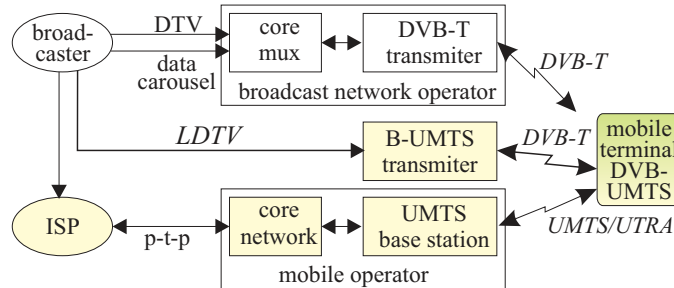 broad-
caster
DTV
data
carousel
core
mux
DVB-T
transmiter
broadcast network operator
DVB-T
LDTV
B-UMTS
transmiter
DVB-T
mobile
terminal
DVB-
UMTS
ISP
p-t-p
core
network
UMTS
base station
mobile operator
UMTS/UTRA